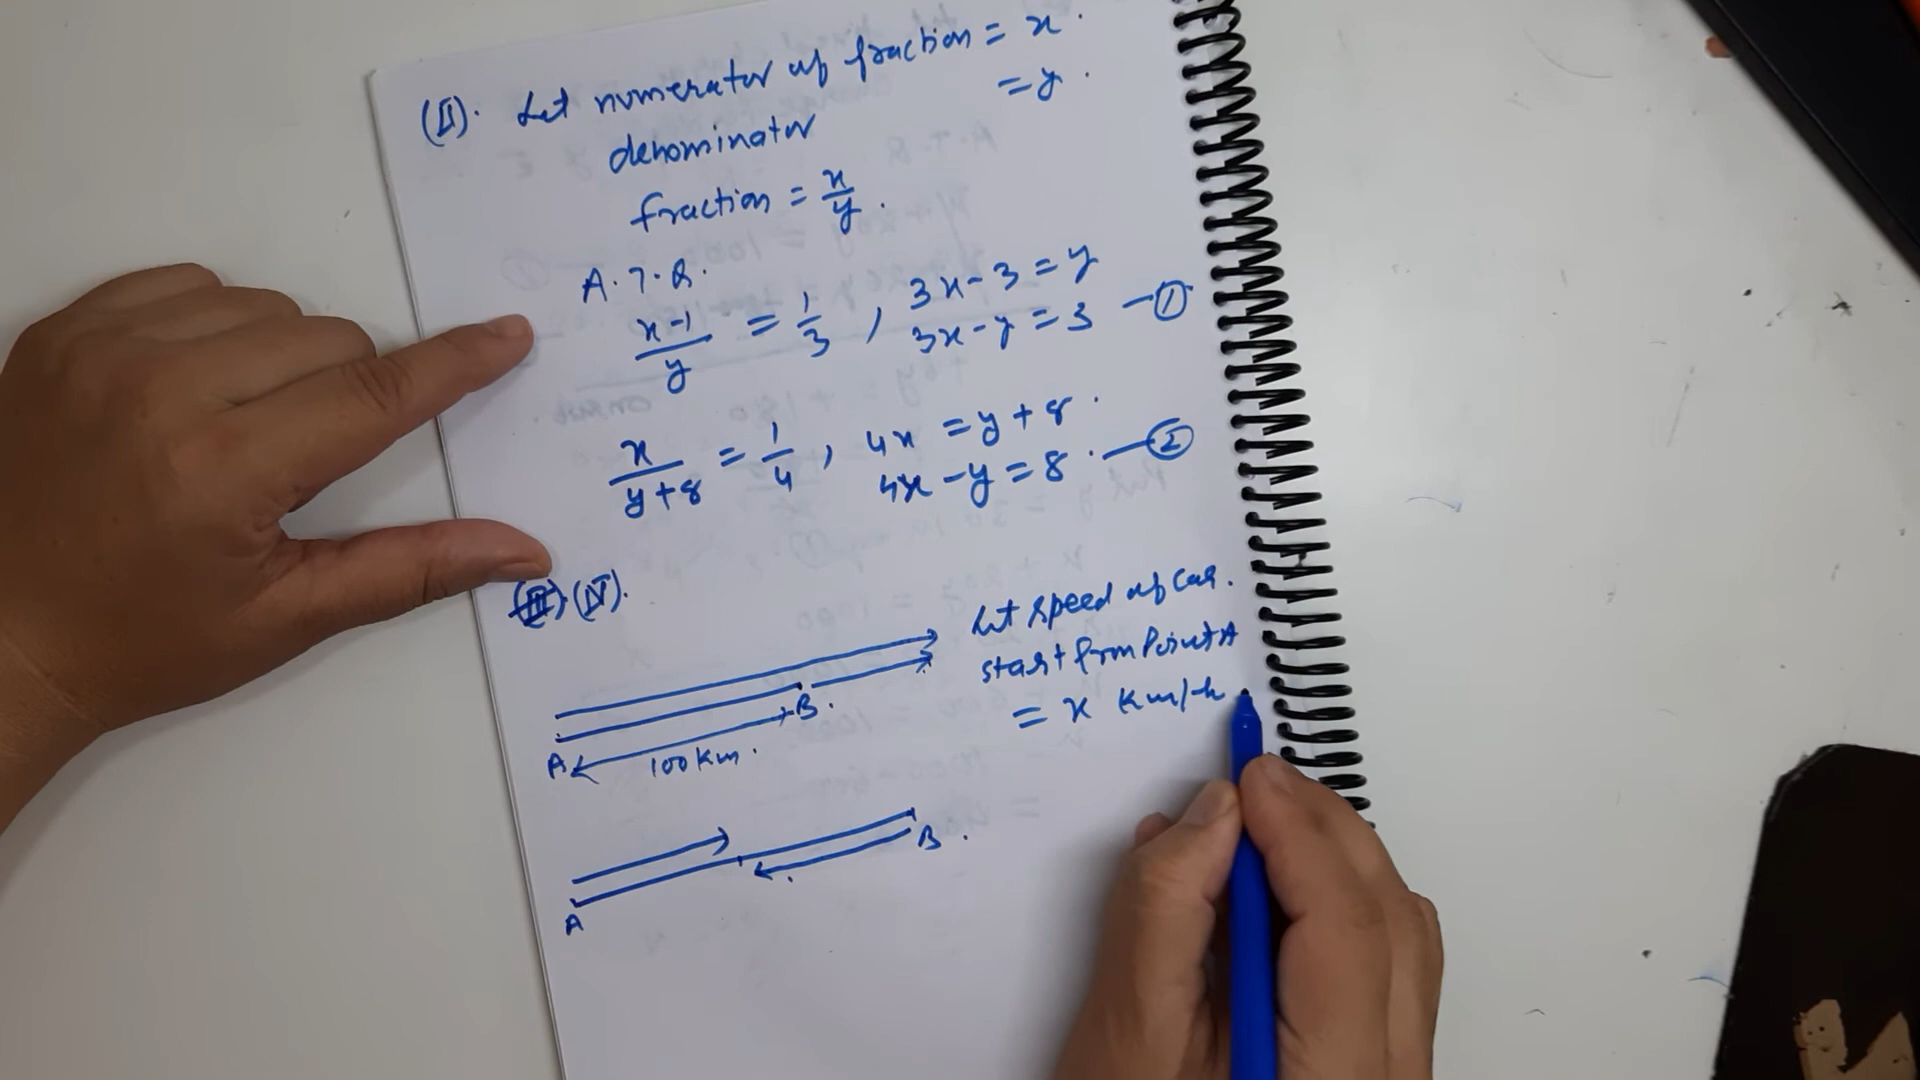 (II). Let numerator of fraction = x.
denominator = y.
fraction = x/y.
A.T.Q.
(x-1)/y = 1/3 , 3x-3 = y
3x-y = 3 —①
x/(y+8) = 1/4 , 4x = y+8.
4x-y = 8. —②
(IV).
Let speed of Car.
start from Point A
= x Km/h
B.
A
100 Km.
B.
A